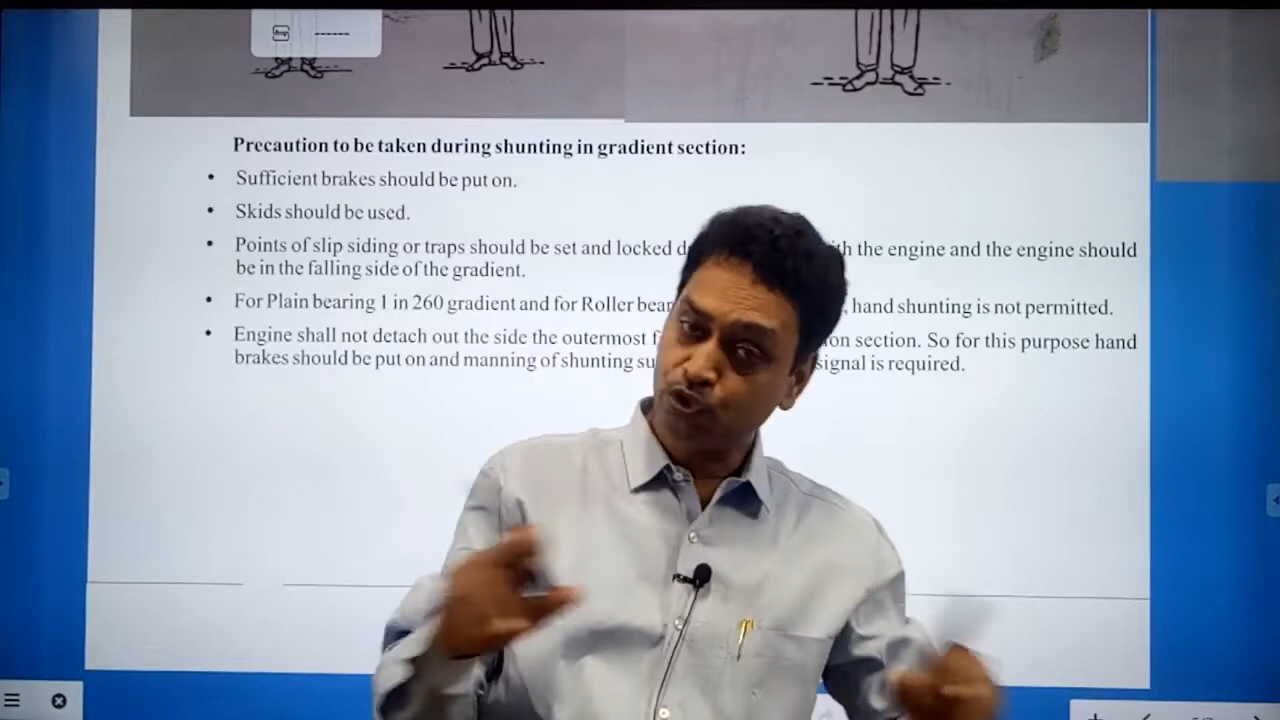 Precaution to be taken during shunting in gradient section:
• Sufficient brakes should be put on.
• Skids should be used.
• Points of slip siding or traps should be set and locked th the engine and the engine should
be in the falling side of the gradient.
• For Plain bearing 1 in 260 gradient and for Roller bear , hand shunting is not permitted.
• Engine shall not detach out the side the outermost on section. So for this purpose hand
brakes should be put on and manning of shunting su signal is required.